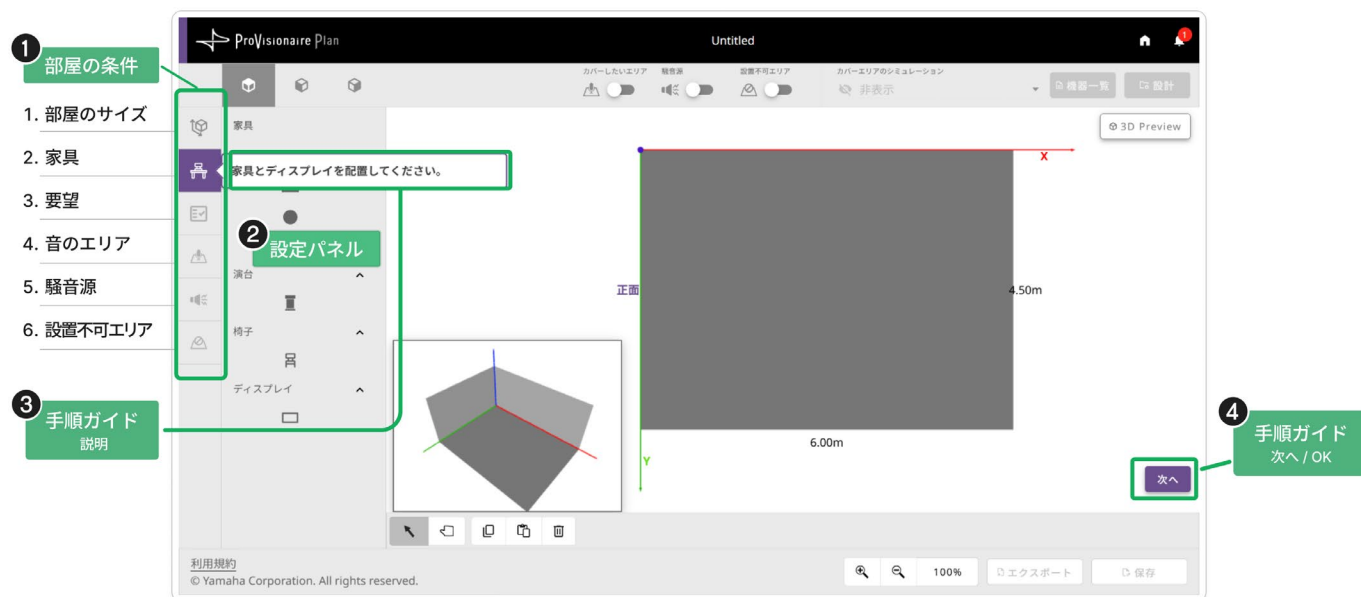 1
部屋の条件
1. 部屋のサイズ
2. 家具
3. 要望
4. 音のエリア
5. 騒音源
6. 設置不可エリア
3
手順ガイド
説明
ProVisionaire Plan
Untitled
1
カバーしたいエリア
騒音源
設置不可エリア
カバーエリアのシミュレーション
非表示
機器一覧
設計
家具
3D Preview
家具とディスプレイを配置してください。
2
設定パネル
演台
椅子
ディスプレイ
X
正面
4.50m
6.00m
Y
次へ
4
手順ガイド
次へ / OK
利用規約
© Yamaha Corporation. All rights reserved.
100%
エクスポート
保存